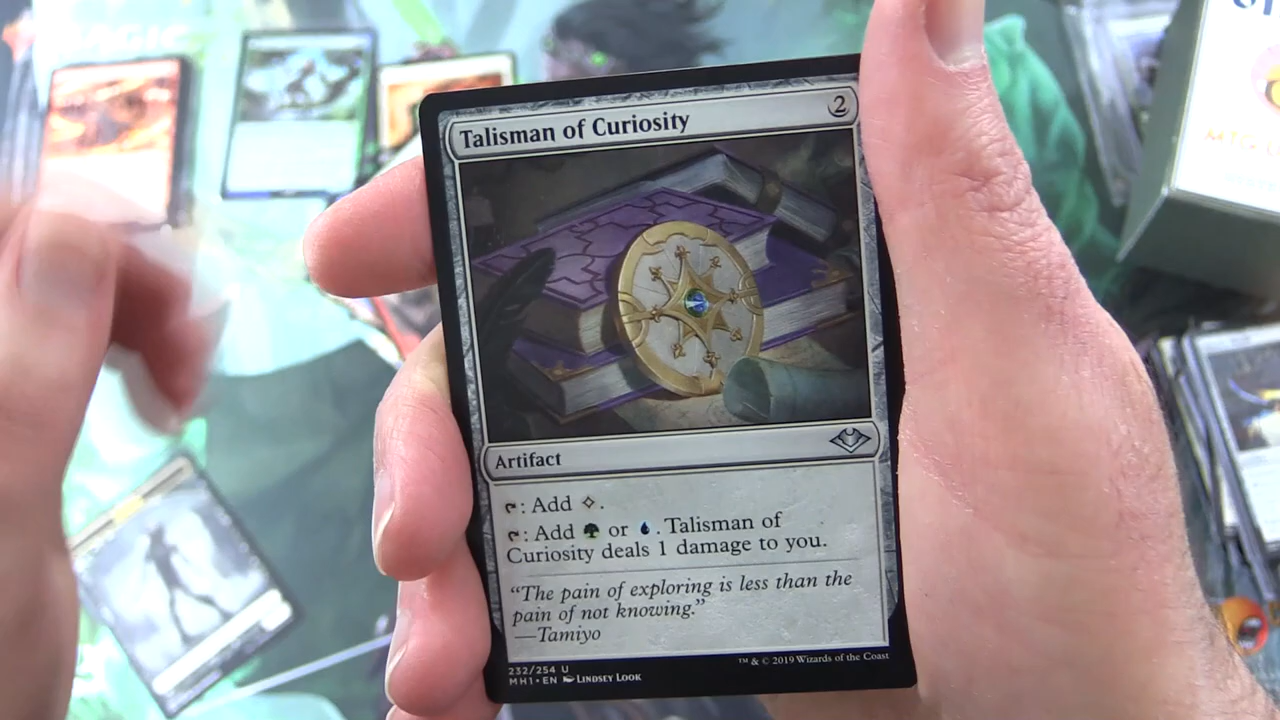 MAGIC
Talisman of Curiosity 2
Artifact
: Add .
: Add or . Talisman of
Curiosity deals 1 damage to you.
"The pain of exploring is less than the
pain of not knowing."
—Tamiyo
232/254 U
MH1 • EN LINDSEY LOOK
™ & © 2019 Wizards of the Coast